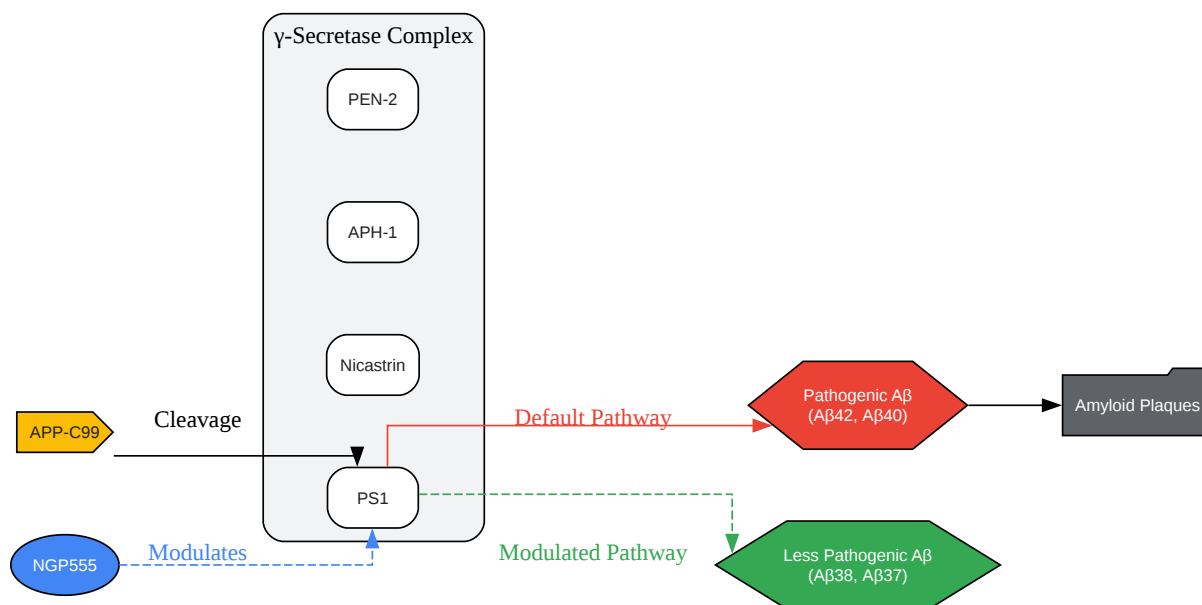 γ-Secretase Complex
PEN-2
APH-1
Nicastrin
PS1
APP-C99
Cleavage
NGP555
Modulates
Default Pathway
Modulated Pathway
Pathogenic Aβ
(Aβ42, Aβ40)
Amyloid Plaques
Less Pathogenic Aβ
(Aβ38, Aβ37)